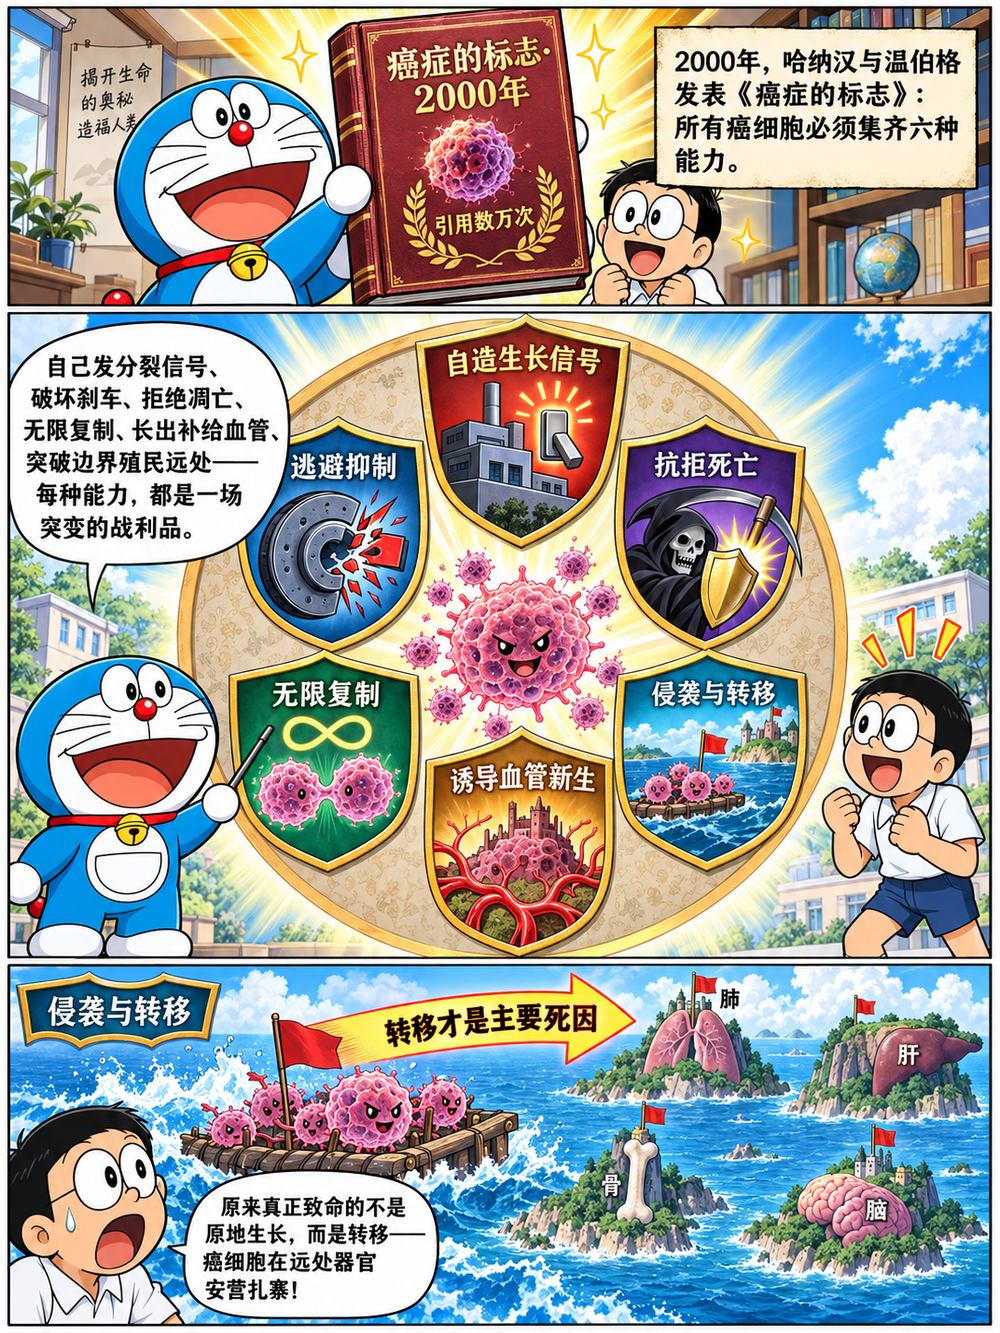 揭开生命
的奥秘
造福人类
癌症的标志·
2000年
引用数万次
2000年，哈纳汉与温伯格
发表《癌症的标志》：
所有癌细胞必须集齐六种
能力。
自己发分裂信号、
破坏刹车、拒绝凋亡、
无限复制、长出补给血管、
突破边界殖民远处——
每种能力，都是一场
突变的战利品。
自造生长信号
逃避抑制
抗拒死亡
无限复制
侵袭与转移
诱导血管新生
侵袭与转移
转移才是主要死因
肺
肝
骨
脑
原来真正致命的不是
原地生长，而是转移——
癌细胞在远处器官
安营扎寨！